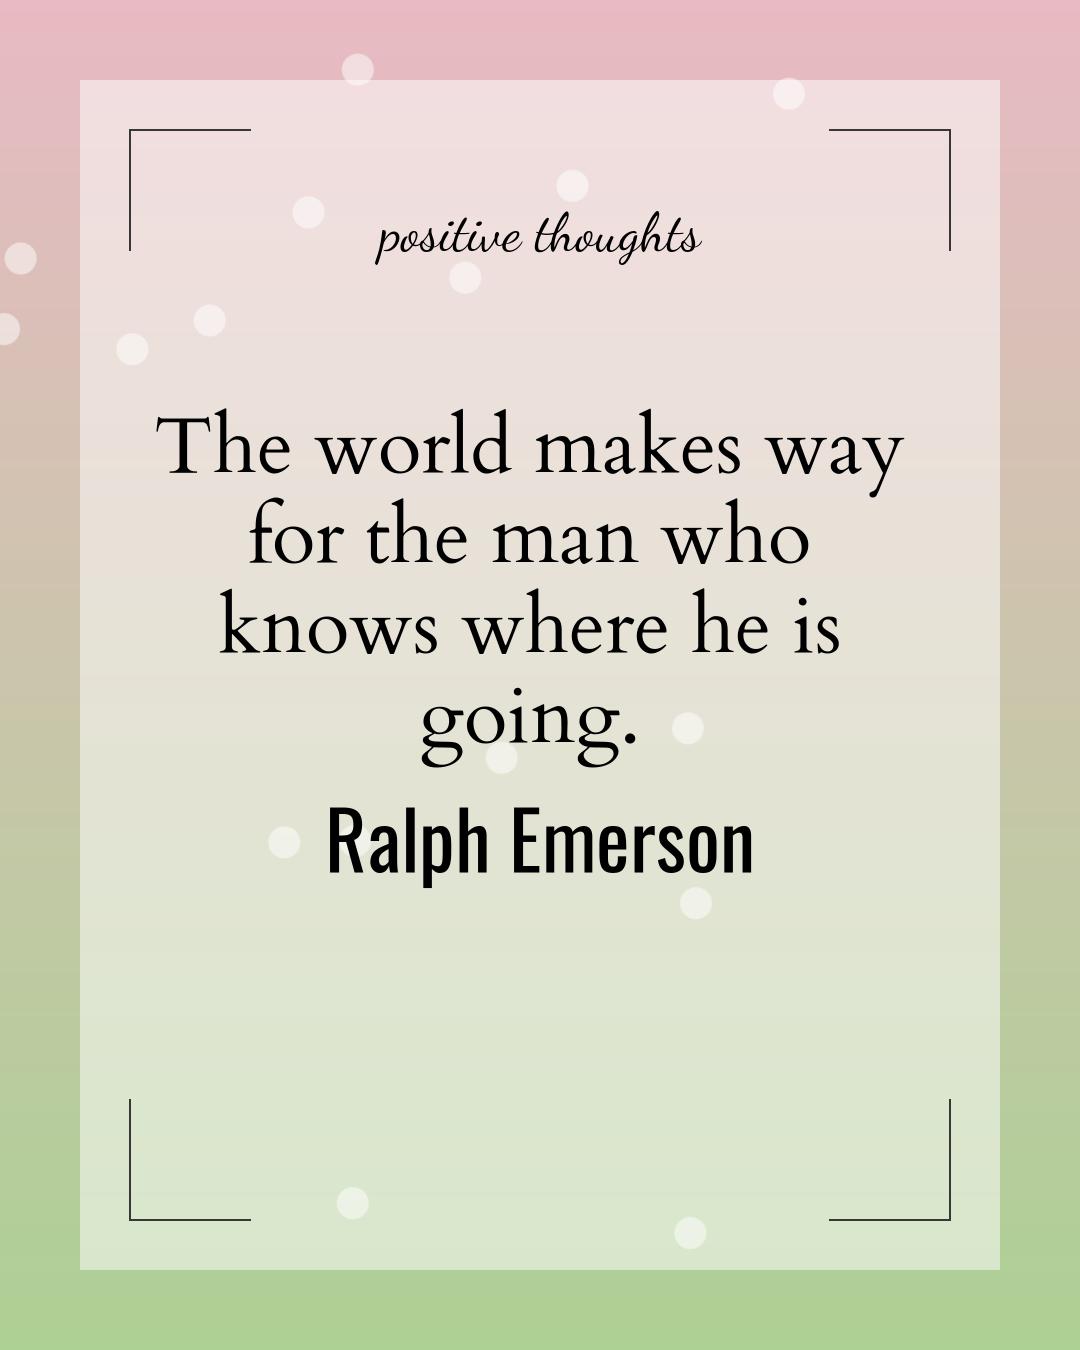 positive thoughts
The world makes way
for the man who
knows where he is
going.
Ralph Emerson